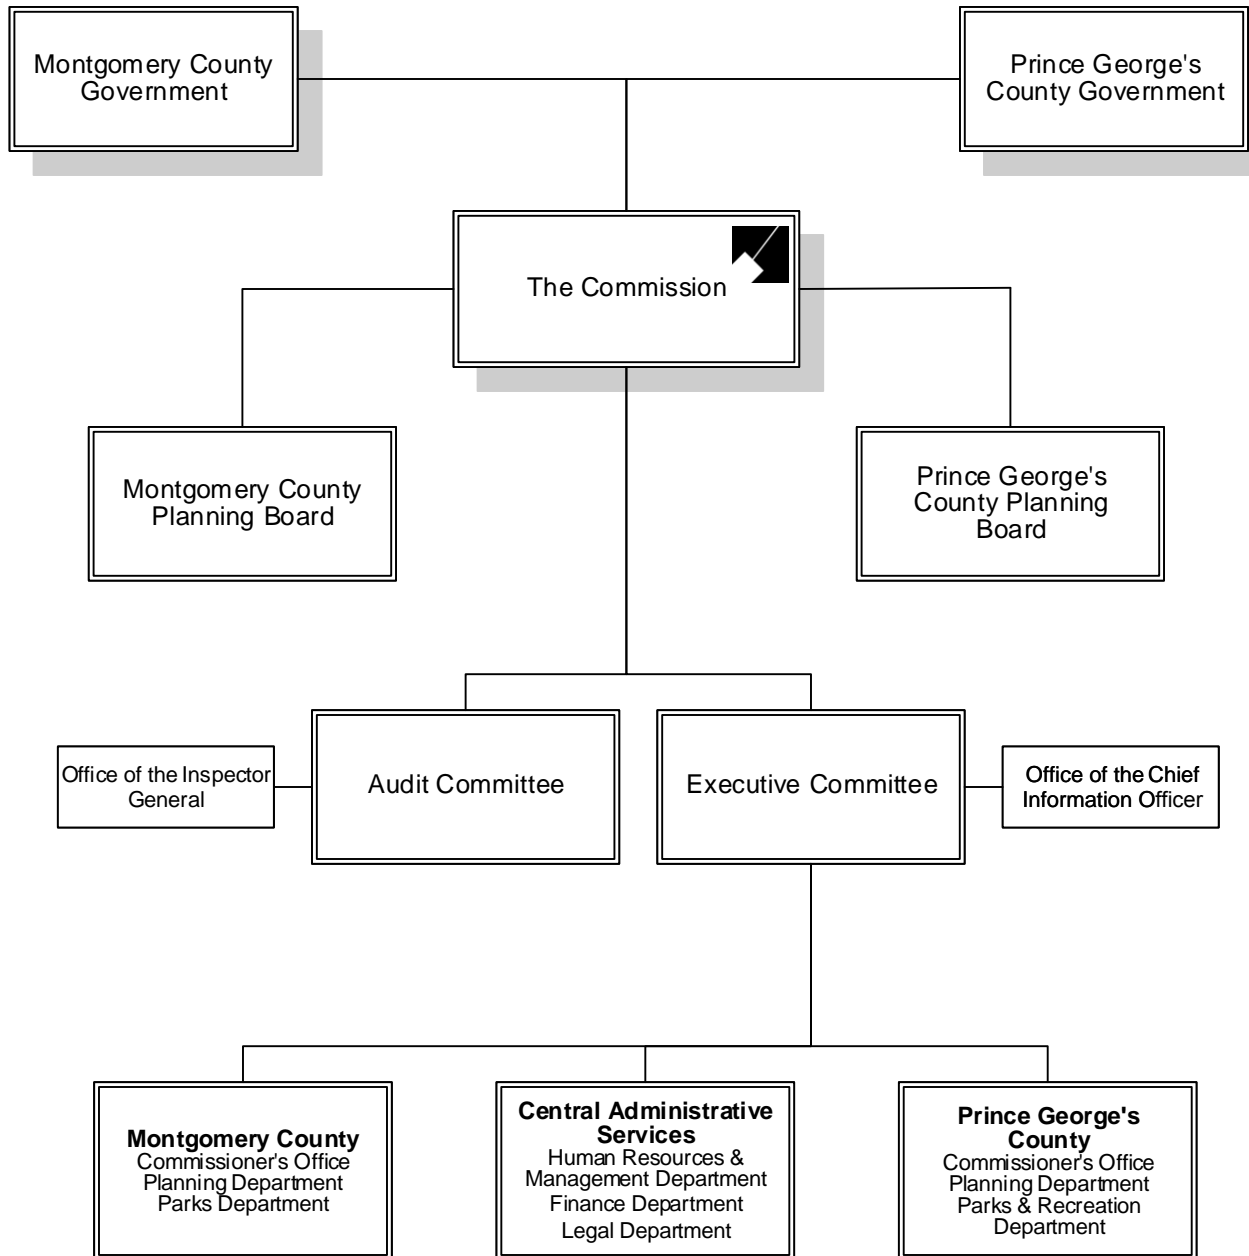 Montgomery County
Government
Prince George's
County Government
The Commission
Montgomery County
Planning Board
Prince George's
County Planning
Board
Office of the Inspector
General
Audit Committee
Executive Committee
Office of the Chief
Information Officer
Montgomery County
Commissioner's Office
Planning Department
Parks Department
Central Administrative
Services
Human Resources &
Management Department
Finance Department
Legal Department
Prince George's
County
Commissioner's Office
Planning Department
Parks & Recreation
Department